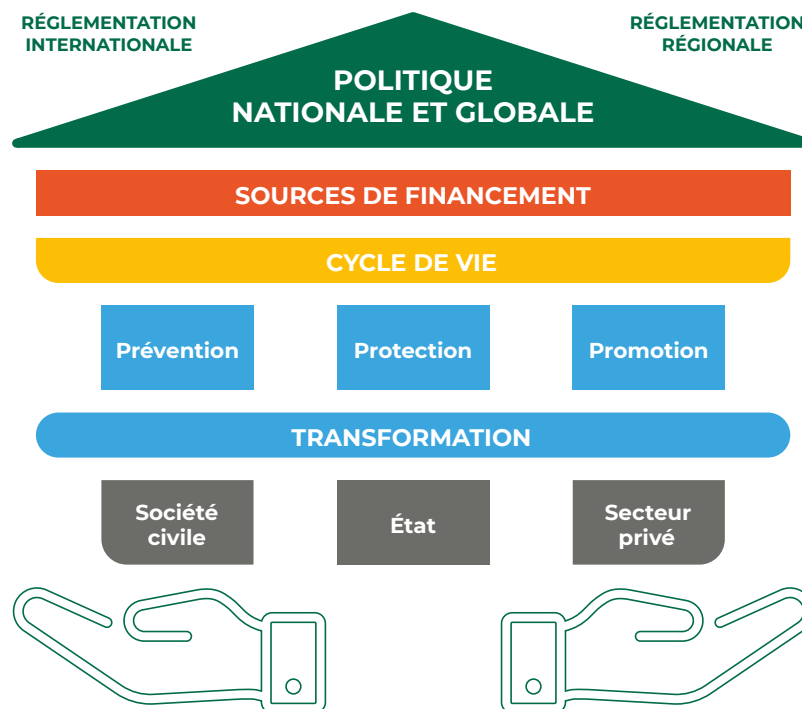 RÉGLEMENTATION
INTERNATIONALE
RÉGLEMENTATION
RÉGIONALE
POLITIQUE
NATIONALE ET GLOBALE
SOURCES DE FINANCEMENT
CYCLE DE VIE
Prévention
Protection
Promotion
TRANSFORMATION
Société
civile
État
Secteur
privé